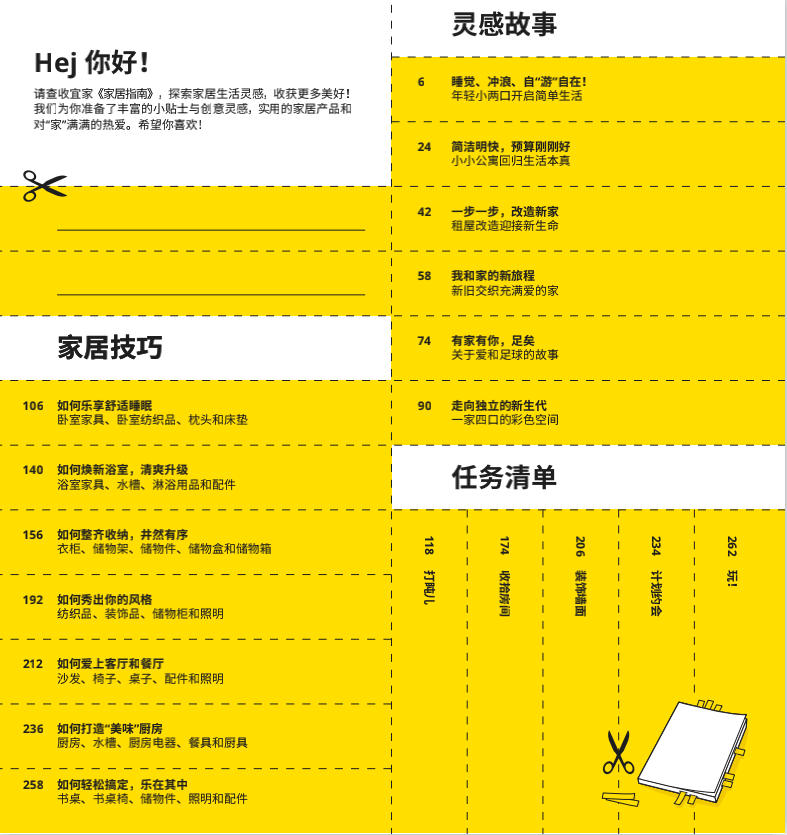 Hej 你好！
请查收宜家《家居指南》，探索家居生活灵感，收获更多美好！
我们为你准备了丰富的小贴士与创意灵感，实用的家居产品和
对“家”满满的热爱。希望你喜欢！
家居技巧
106 如何乐享舒适睡眠
卧室家具、卧室纺织品、枕头和床垫
140 如何焕新浴室，清爽升级
浴室家具、水槽、淋浴用品和配件
156 如何整齐收纳，井然有序
衣柜、储物架、储物件、储物盒和储物箱
192 如何秀出你的风格
纺织品、装饰品、储物柜和照明
212 如何爱上客厅和餐厅
沙发、椅子、桌子、配件和照明
236 如何打造“美味”厨房
厨房、水槽、厨房电器、餐具和厨具
258 如何轻松搞定，乐在其中
书桌、书桌椅、储物件、照明和配件
灵感故事
6 睡觉、冲浪、自“游”自在！
年轻小两口开启简单生活
24 简洁明快，预算刚刚好
小小公寓回归生活本真
42 一步一步，改造新家
租屋改造迎接新生命
58 我和家的新旅程
新旧交织充满爱的家
74 有家有你，足矣
关于爱和足球的故事
90 走向独立的新生代
一家四口的彩色空间
任务清单
118 打盹儿
174 收拾房间
206 装饰墙面
234 计划约会
262 玩！